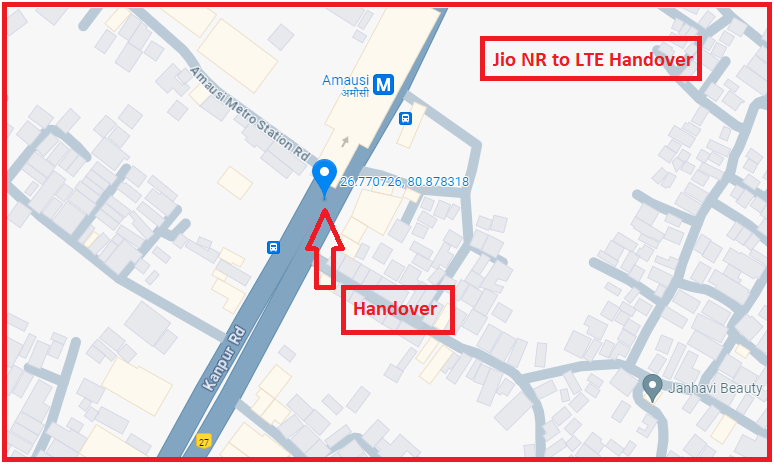 Jio NR to LTE Handover
Amausi
अमौसी
M
Amausi Metro Station Rd
26.770726, 80.878318
Handover
Kanpur Rd
Janhavi Beauty
27